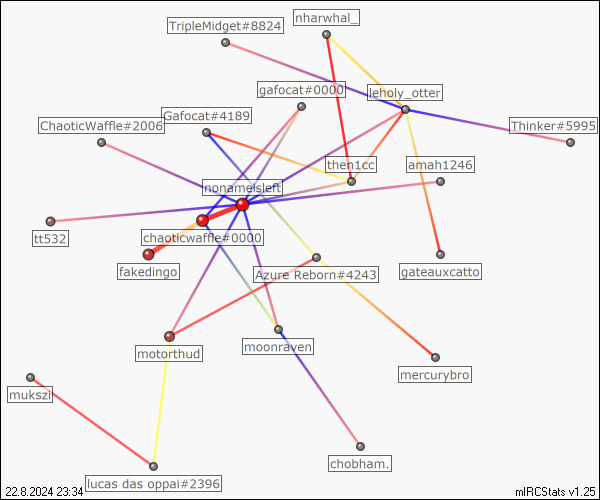 nharwhal_
TripleMidget#8824
gafocat#0000
leholy_otter
Gafocat#4189
ChaoticWaffle#2006
Thinker#5995
then1cc
amah1246
nonameisleft
tt532
chaoticwaffle#0000
fakedingo
Azure Reborn#4243
gateauxcatto
motorthud
moonraven
mercurybro
mukszi
chobham.
lucas das oppai#2396
22.8.2024 23:34
mIRCStats v1.25